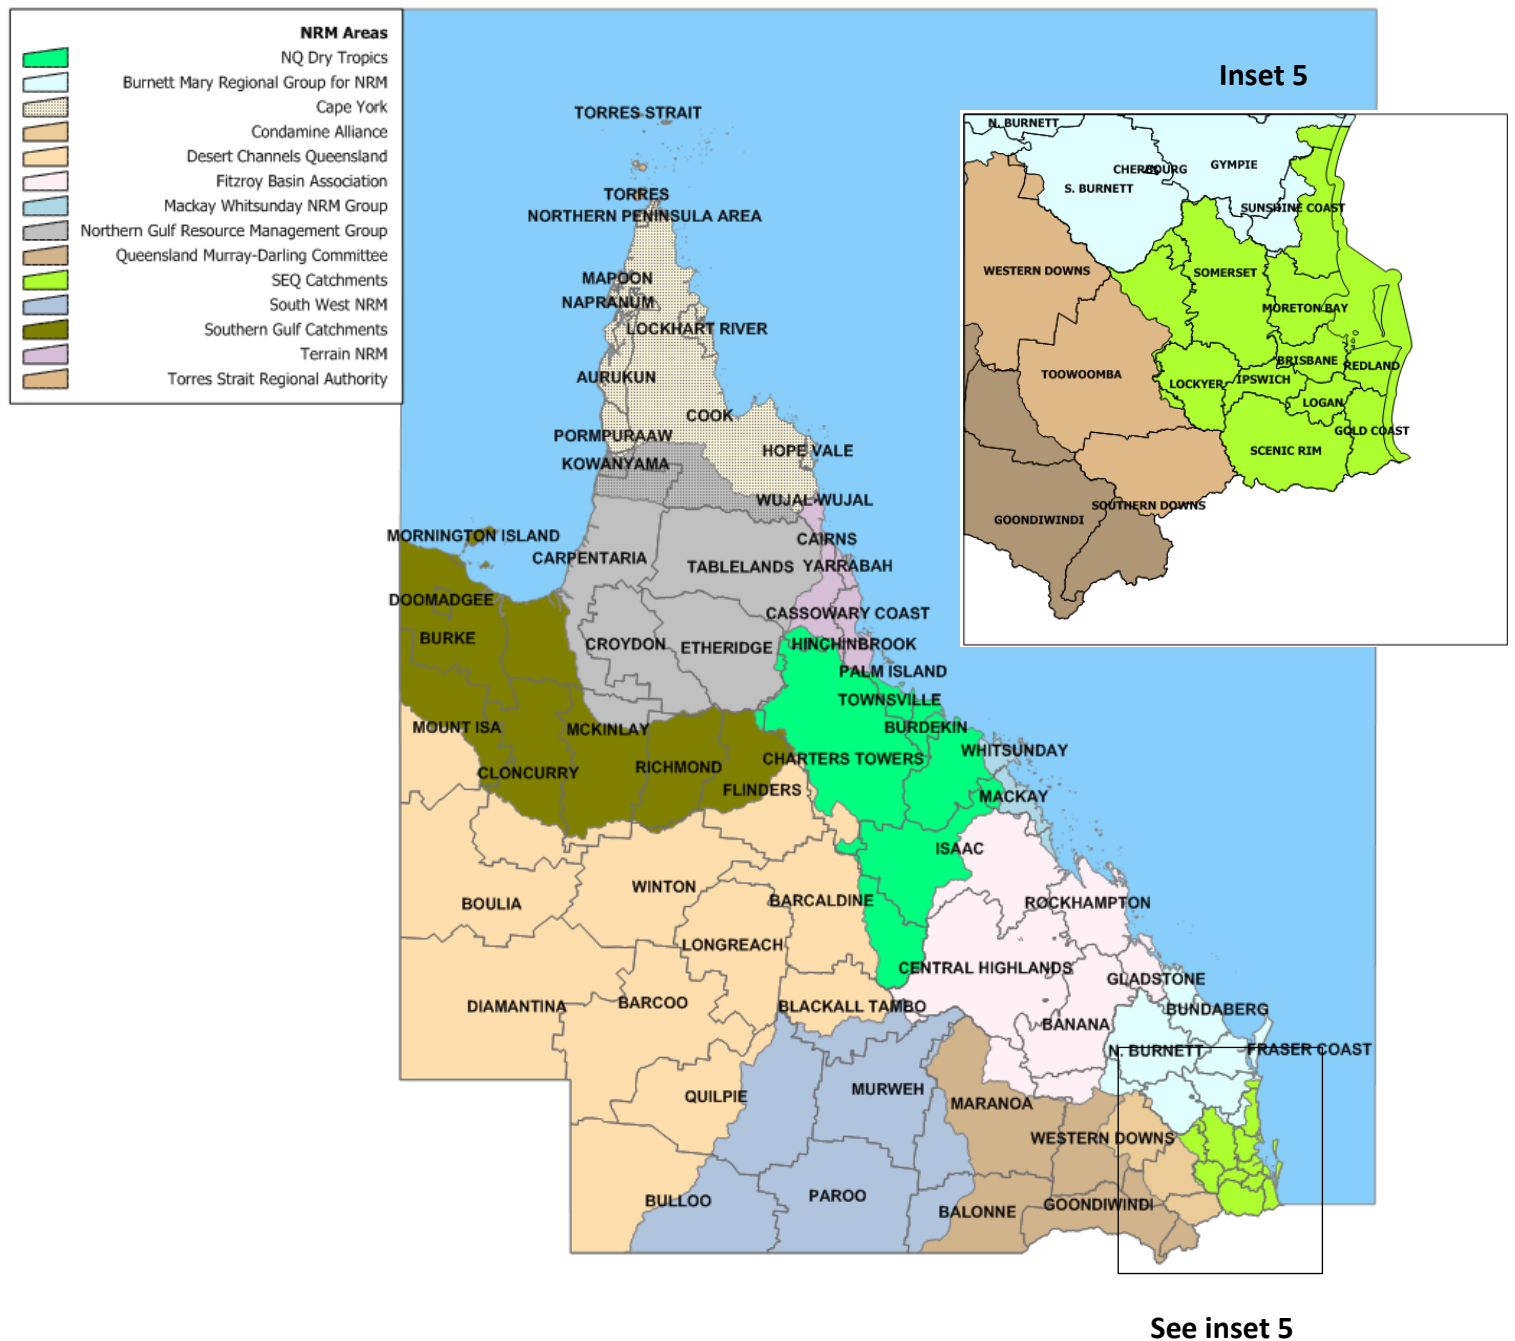 NRM Areas
NQ Dry Tropics
Burnett Mary Regional Group for NRM
Cape York
Condamine Alliance
Desert Channels Queensland
Fitzroy Basin Association
Mackay Whitsunday NRM Group
Northern Gulf Resource Management Group
Queensland Murray-Darling Committee
SEQ Catchments
South West NRM
Southern Gulf Catchments
Terrain NRM
Torres Strait Regional Authority
TORRES STRAIT
TORRES
NORTHERN PENINSULA AREA
MAPOON
NAPRANUM
LOCKHART RIVER
AURUKUN
COOK
PORMPURAAW
HOPE VALE
KOWANYAMA
WUJAL WUJAL
MORNINGTON ISLAND
CAIRNS
CARPENTARIA
TABLELANDS
YARRABAH
DOOMADGEE
CASSOWARY COAST
BURKE
CROYDON
ETHERIDGE
HINCHINBROOK
PALM ISLAND
TOWNSVILLE
MOUNT ISA
MCKINLAY
BURDEKIN
WHITSUNDAY
CHARTERS TOWERS
CLONCURRY
RICHMOND
FLINDERS
MACKAY
ISAAC
WINTON
BOULIA
BARCALDINE
ROCKHAMPTON
LONGREACH
CENTRAL HIGHLANDS
GLADSTONE
DIAMANTINA
BARCOO
BLACKALL TAMBO
BUNDABERG
BANANA
N. BURNETT
FRASER COAST
QUILPIE
MURWEH
MARANOA
WESTERN DOWNS
BULLOO
PAROO
BALONNE
GOONDIWINDI
See inset 5
Inset 5
N. BURNETT
CHERBOURG
GYMPIE
S. BURNETT
SUNSHINE COAST
WESTERN DOWNS
SOMERSET
MORETON BAY
BRISBANE
REDLAND
TOOWOOMBA
LOCKYER
IPSWICH
LOGAN
GOLD COAST
SCENIC RIM
SOUTHERN DOWNS
GOONDIWINDI